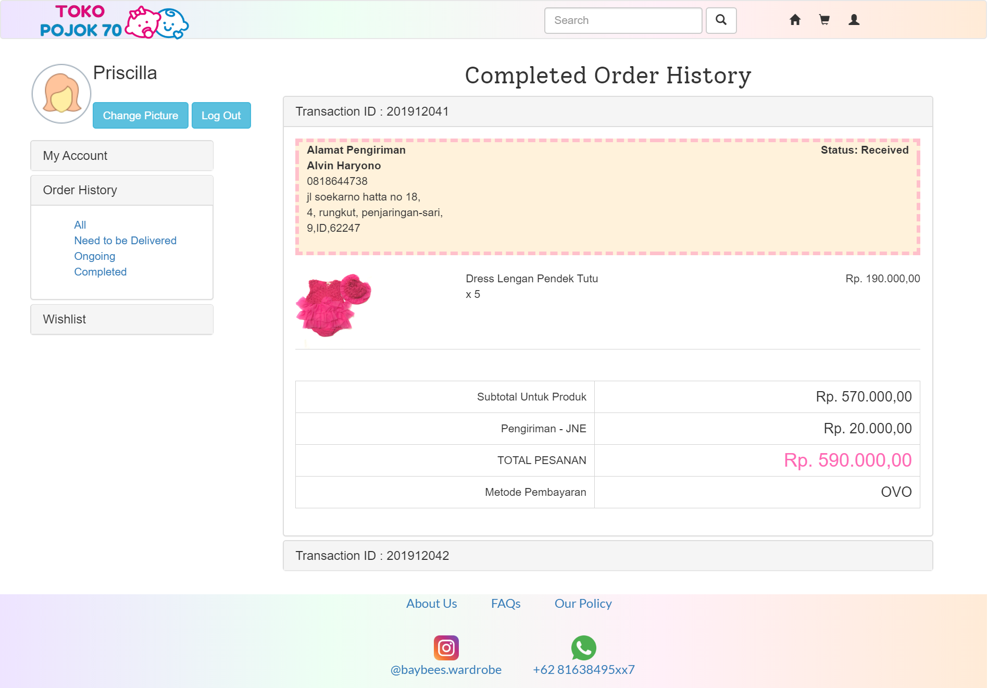 TOKO
POJOK 70
Search
Priscilla
Change Picture
Log Out
My Account
Order History
All
Need to be Delivered
Ongoing
Completed
Wishlist
Completed Order History
Transaction ID : 201912041
Alamat Pengiriman
Status: Received
Alvin Haryono
0818644738
jl soekarno hatta no 18,
4, rungkut, penjaringan-sari,
9,ID,62247
Dress Lengan Pendek Tutu
Rp. 190.000,00
x 5
Subtotal Untuk Produk
Rp. 570.000,00
Pengiriman - JNE
Rp. 20.000,00
TOTAL PESANAN
Rp. 590.000,00
Metode Pembayaran
OVO
Transaction ID : 201912042
About Us
FAQs
Our Policy
@baybees.wardrobe
+62 81638495xx7